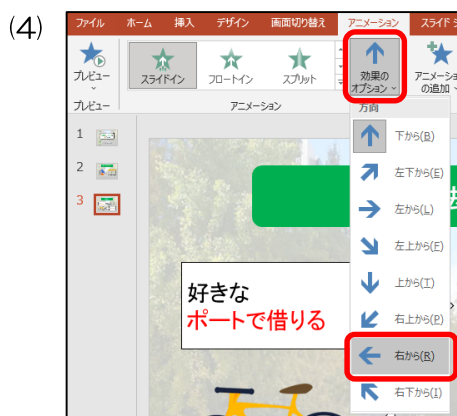 (4)
ファイル ホーム 挿入 デザイン 画面切り替え アニメーション スライド
プレビュー スライドイン フロートイン スプリット 効果の オプション アニメーション の追加
プレビュー アニメーション 方向
1
下から(B)
2
左下から(E)
3
左から(L)
左上から(F)
上から(T)
好きな
ポートで借りる
右上から(P)
右から(R)
右下から(I)